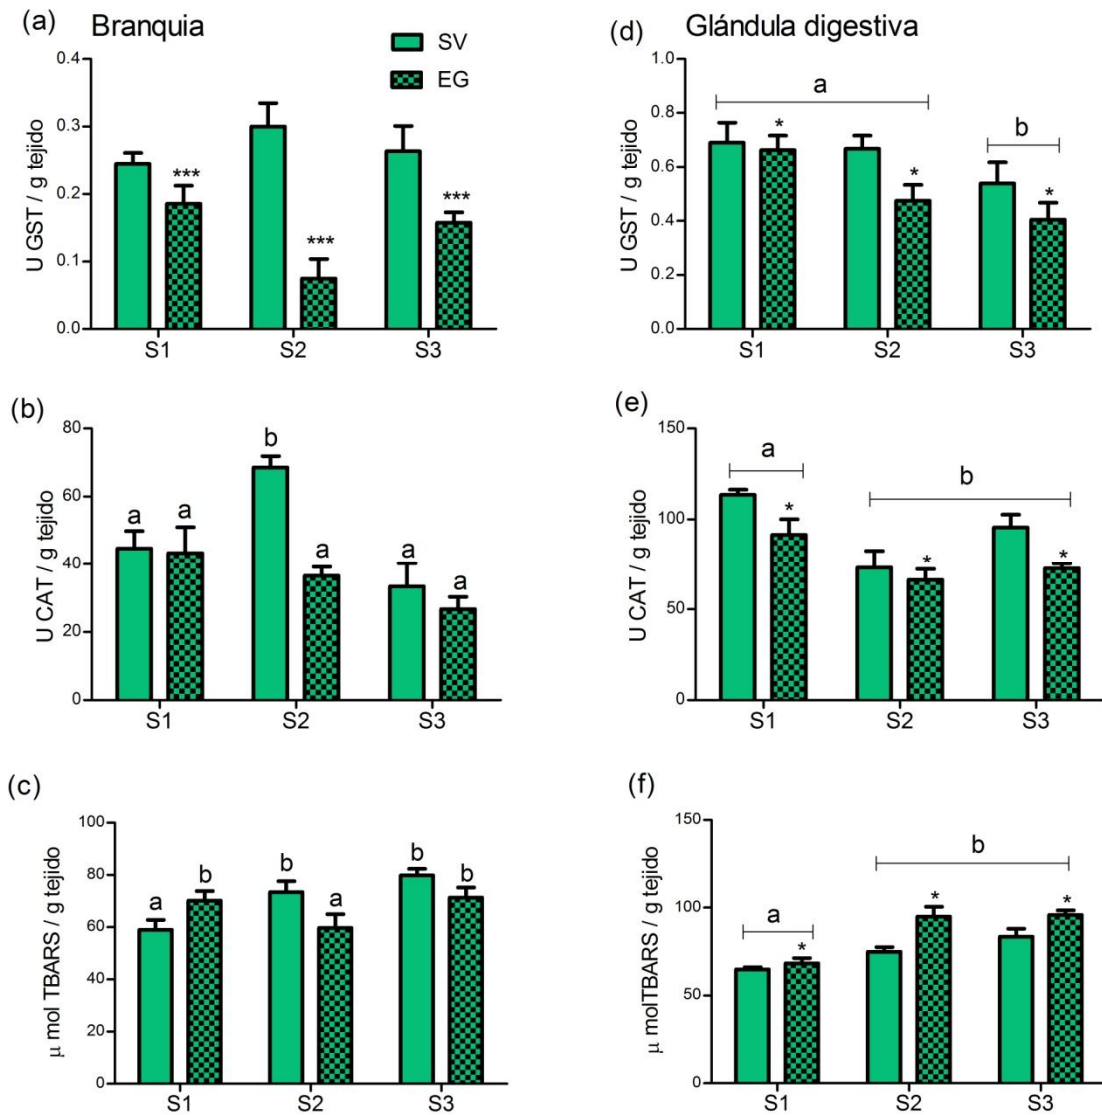 (a) Branquia
SV
EG
U GST / g tejido
0.4
0.3
0.2
0.1
0.0
***
***
***
S1 S2 S3
(d) Glándula digestiva
U GST / g tejido
1.0
0.8
0.6
0.4
0.2
0.0
a
b
*
*
*
S1 S2 S3
(b)
U CAT / g tejido
80
60
40
20
0
a a b a a a
S1 S2 S3
(e)
U CAT / g tejido
150
100
50
0
a
b
*
*
*
S1 S2 S3
(c)
μ mol TBARS / g tejido
100
80
60
40
20
0
a b b a b b
S1 S2 S3
(f)
μ molTBARS / g tejido
150
100
50
0
a
b
*
*
*
S1 S2 S3